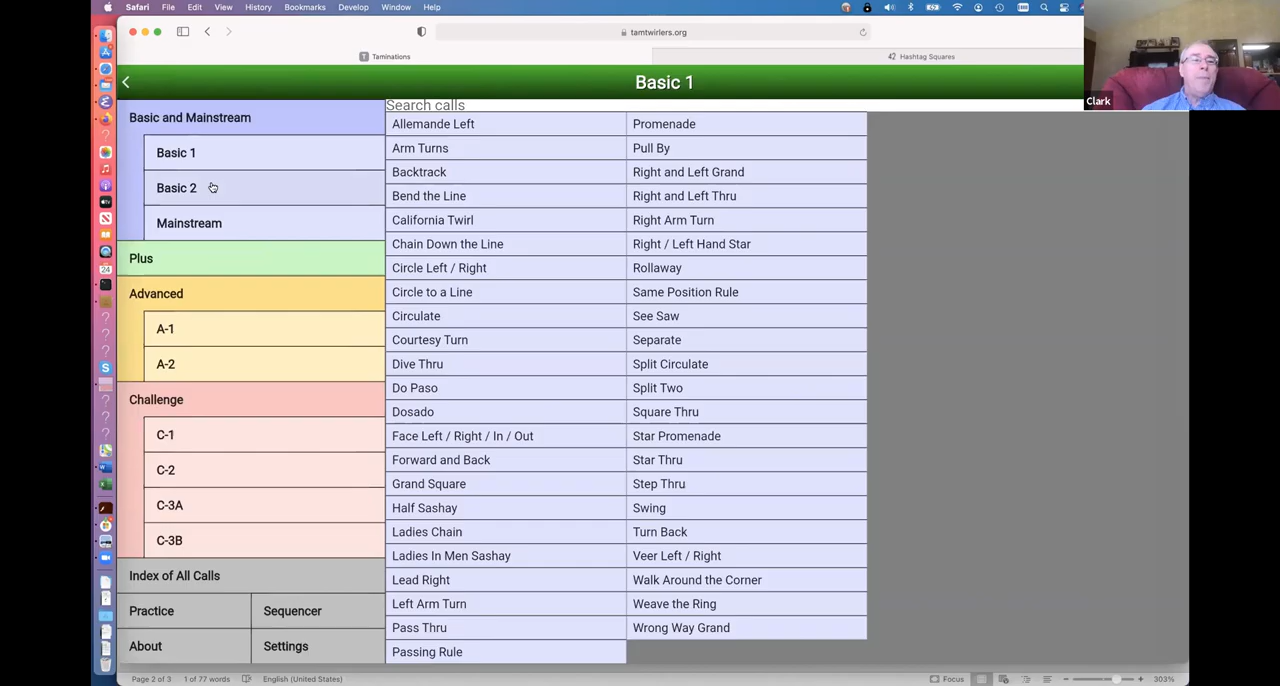 Safari File Edit View History Bookmarks Develop Window Help
tamtwirlers.org
T Taminations
Hashtag Squares
Basic 1
Clark
Basic and Mainstream
Basic 1
Basic 2
Mainstream
Plus
Advanced
A-1
A-2
Challenge
C-1
C-2
C-3A
C-3B
Index of All Calls
Practice Sequencer
About Settings
Search calls
Allemande Left
Arm Turns
Backtrack
Bend the Line
California Twirl
Chain Down the Line
Circle Left / Right
Circle to a Line
Circulate
Courtesy Turn
Dive Thru
Do Paso
Dosado
Face Left / Right / In / Out
Forward and Back
Grand Square
Half Sashay
Ladies Chain
Ladies In Men Sashay
Lead Right
Left Arm Turn
Pass Thru
Passing Rule
Promenade
Pull By
Right and Left Grand
Right and Left Thru
Right Arm Turn
Right / Left Hand Star
Rollaway
Same Position Rule
See Saw
Separate
Split Circulate
Split Two
Square Thru
Star Promenade
Star Thru
Step Thru
Swing
Turn Back
Veer Left / Right
Walk Around the Corner
Weave the Ring
Wrong Way Grand
Page 2 of 3 1 of 77 words English (United States) Focus 303%